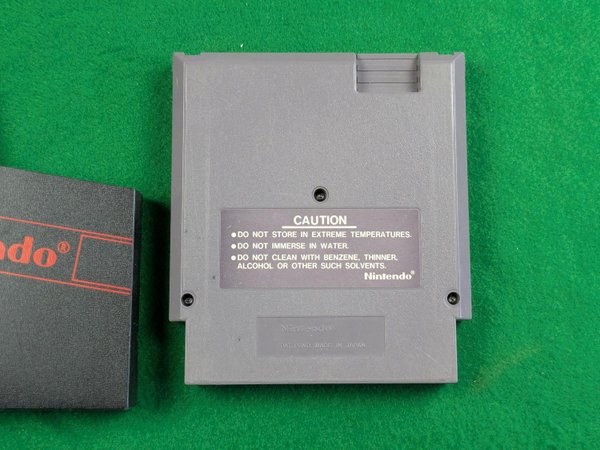 ndo®
CAUTION
•DO NOT STORE IN EXTREME TEMPERATURES.
•DO NOT IMMERSE IN WATER.
•DO NOT CLEAN WITH BENZENE, THINNER,
ALCOHOL OR OTHER SUCH SOLVENTS.
Nintendo®
Nintendo®
MADE IN JAPAN